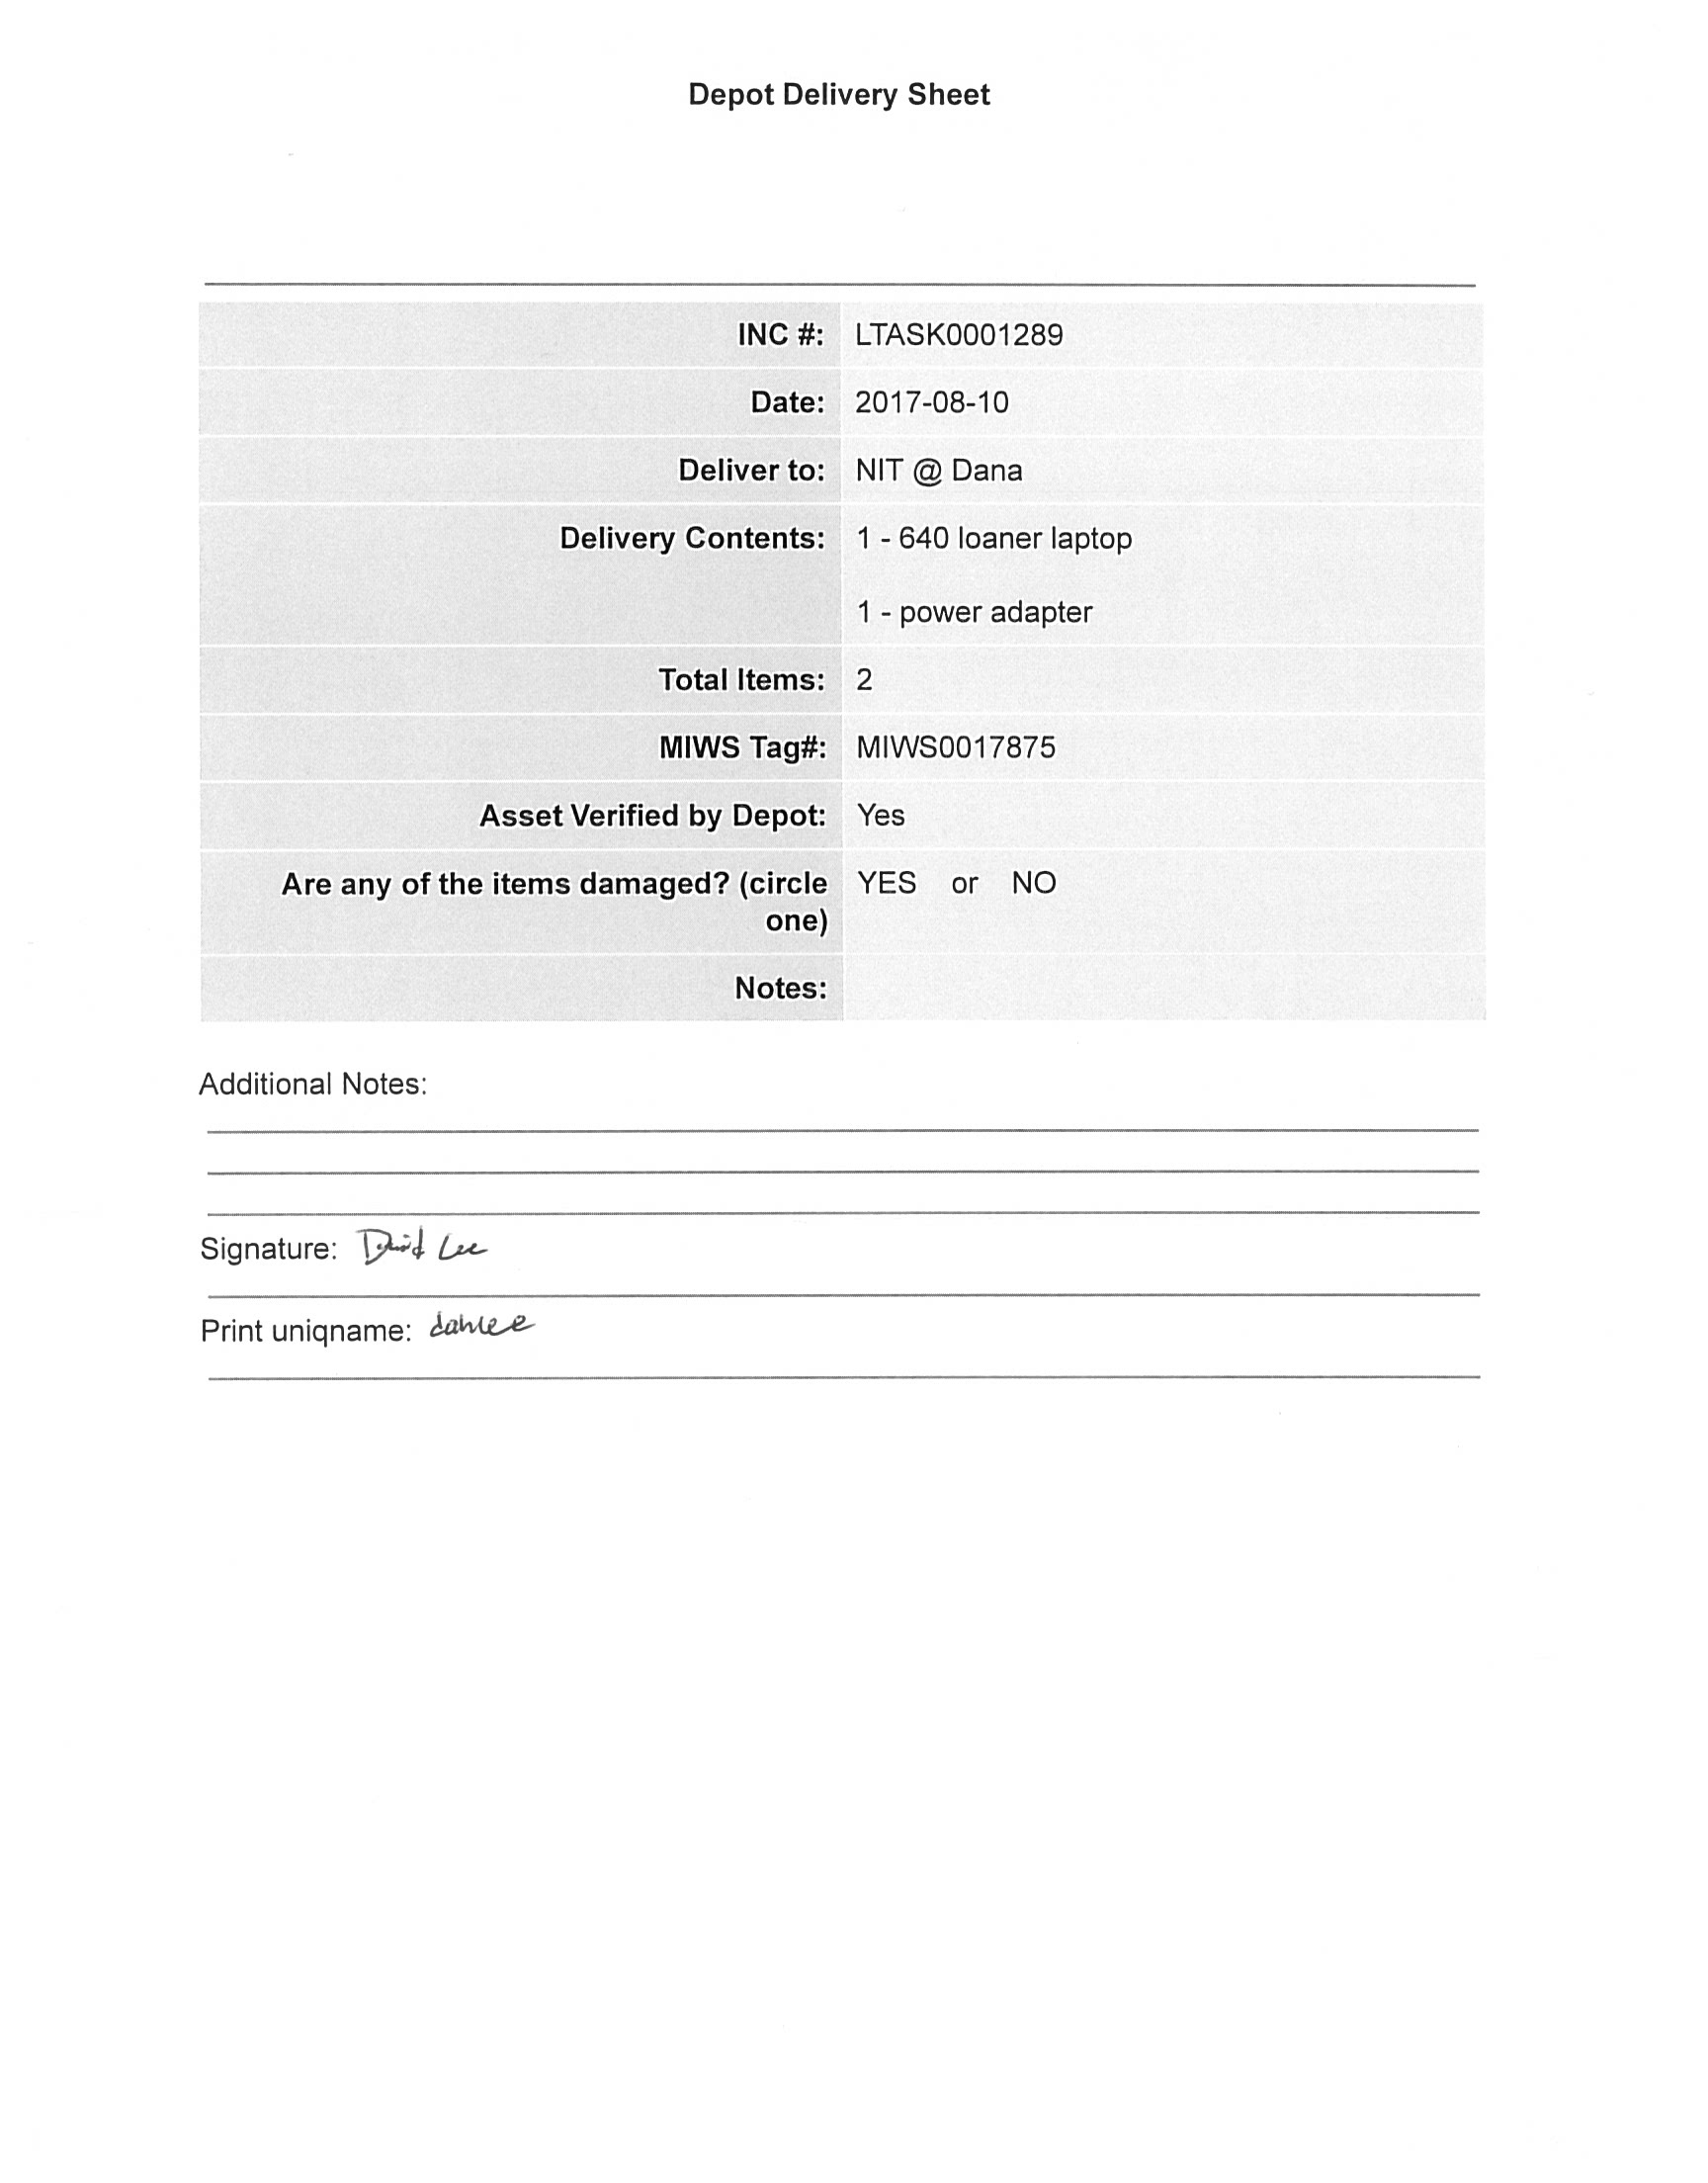 Depot Delivery Sheet
INC #: LTASK0001289
Date: 2017-08-10
Deliver to: NIT @ Dana
Delivery Contents: 1 - 640 loaner laptop
1 - power adapter
Total Items: 2
MIWS Tag#: MIWS0017875
Asset Verified by Depot: Yes
Are any of the items damaged? (circle YES or NO
one)
Notes:
Additional Notes:
Signature: David Lee
Print uniqname: